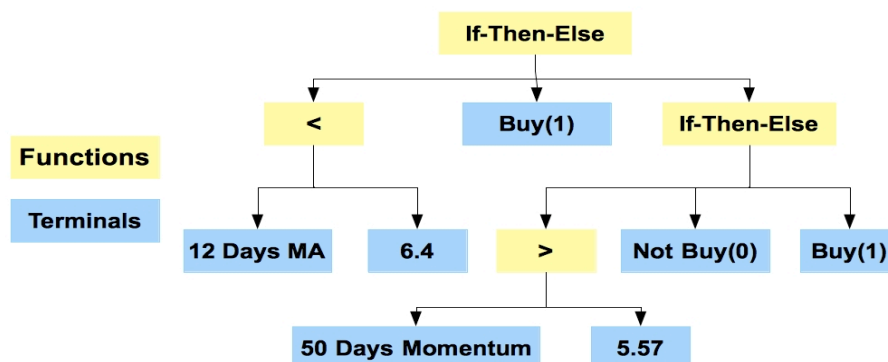 If-Then-Else
<
Buy(1)
If-Then-Else
Functions
Terminals
12 Days MA
6.4
>
Not Buy(0)
Buy(1)
50 Days Momentum
5.57